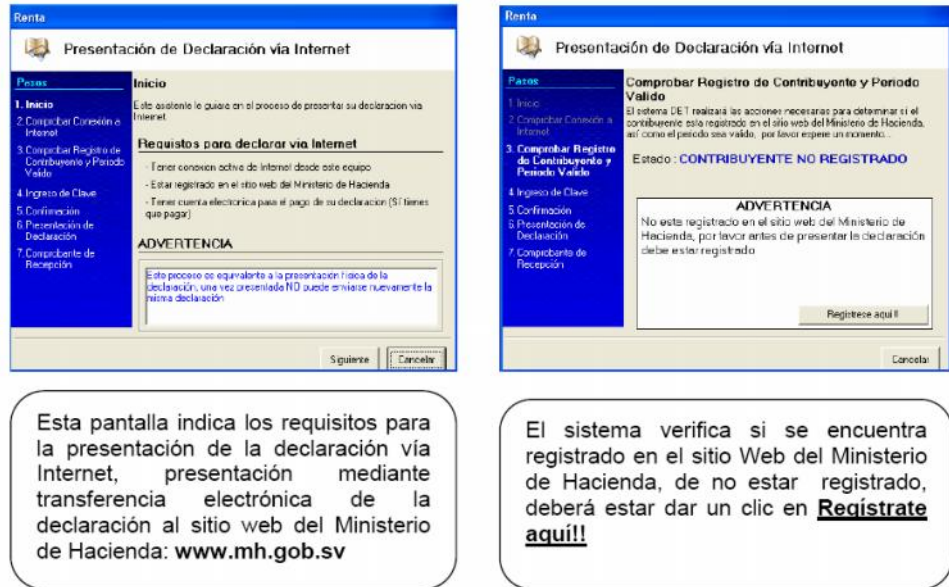 Renta
Presentación de Declaración vía Internet
Pasos
1. Inicio
2. Comprobar Conexión a
Internet
3. Comprobar Registro de
Contribuyente y Periodo
Valido
4. Ingreso de Clave
5. Confirmación
6. Presentación de
Declaración
7. Comprobante de
Recepción
Inicio
Este asistente le guiara en el proceso de presentar su declaracion via
Internet
Requistos para declarar via Internet
- Tener conexion activa de Internet desde este equipo
- Estar registrado en el sitio web del Ministerio de Hacienda
- Tener cuenta electronica para el pago de su declaracion (Si tienes
que pagar)
ADVERTENCIA
Este proceso es equivalente a la presentación fisica de la
declaración, una vez presentada NO puede enviarse nuevamente la
misma declaración
Siguiente
Cancelar
Esta pantalla indica los requisitos para
la presentación de la declaración vía
Internet, presentación mediante
transferencia electrónica de la
declaración al sitio web del Ministerio
de Hacienda: www.mh.gob.sv
Renta
Presentación de Declaración vía Internet
Pasos
1. Inicio
2. Comprobar Conexión a
Internet
3. Comprobar Registro
de Contribuyente y
Periodo Valido
4. Ingreso de Clave
5. Confirmación
6. Presentación de
Declaración
7. Comprobante de
Recepción
Comprobar Registro de Contribuyente y Periodo
Valido
El sistema DET realizará las acciones necesarias para determinar si el
contribuyente esta registrado en el sitio web del Ministerio de Hacienda,
así como el periodo sea valido, por favor espere un momento...
Estado : CONTRIBUYENTE NO REGISTRADO
ADVERTENCIA
No esta registrado en el sitio web del Ministerio de
Hacienda, por favor antes de presentar la declaración
debe estar registrado
Registrese aqui !!
Cancelar
El sistema verifica si se encuentra
registrado en el sitio Web del Ministerio
de Hacienda, de no estar registrado,
deberá estar dar un clic en Regístrate
aquí!!